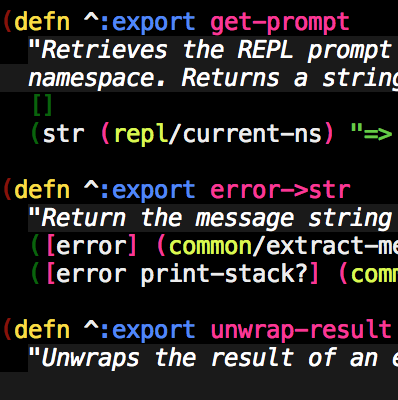 (defn ^:export get-prompt
"Retrieves the REPL prompt
namespace. Returns a string
[]
(str (repl/current-ns) "=>
(defn ^:export error->str
"Return the message string
([error] (common/extract-me
([error print-stack?] (comm
(defn ^:export unwrap-result
"Unwraps the result of an e